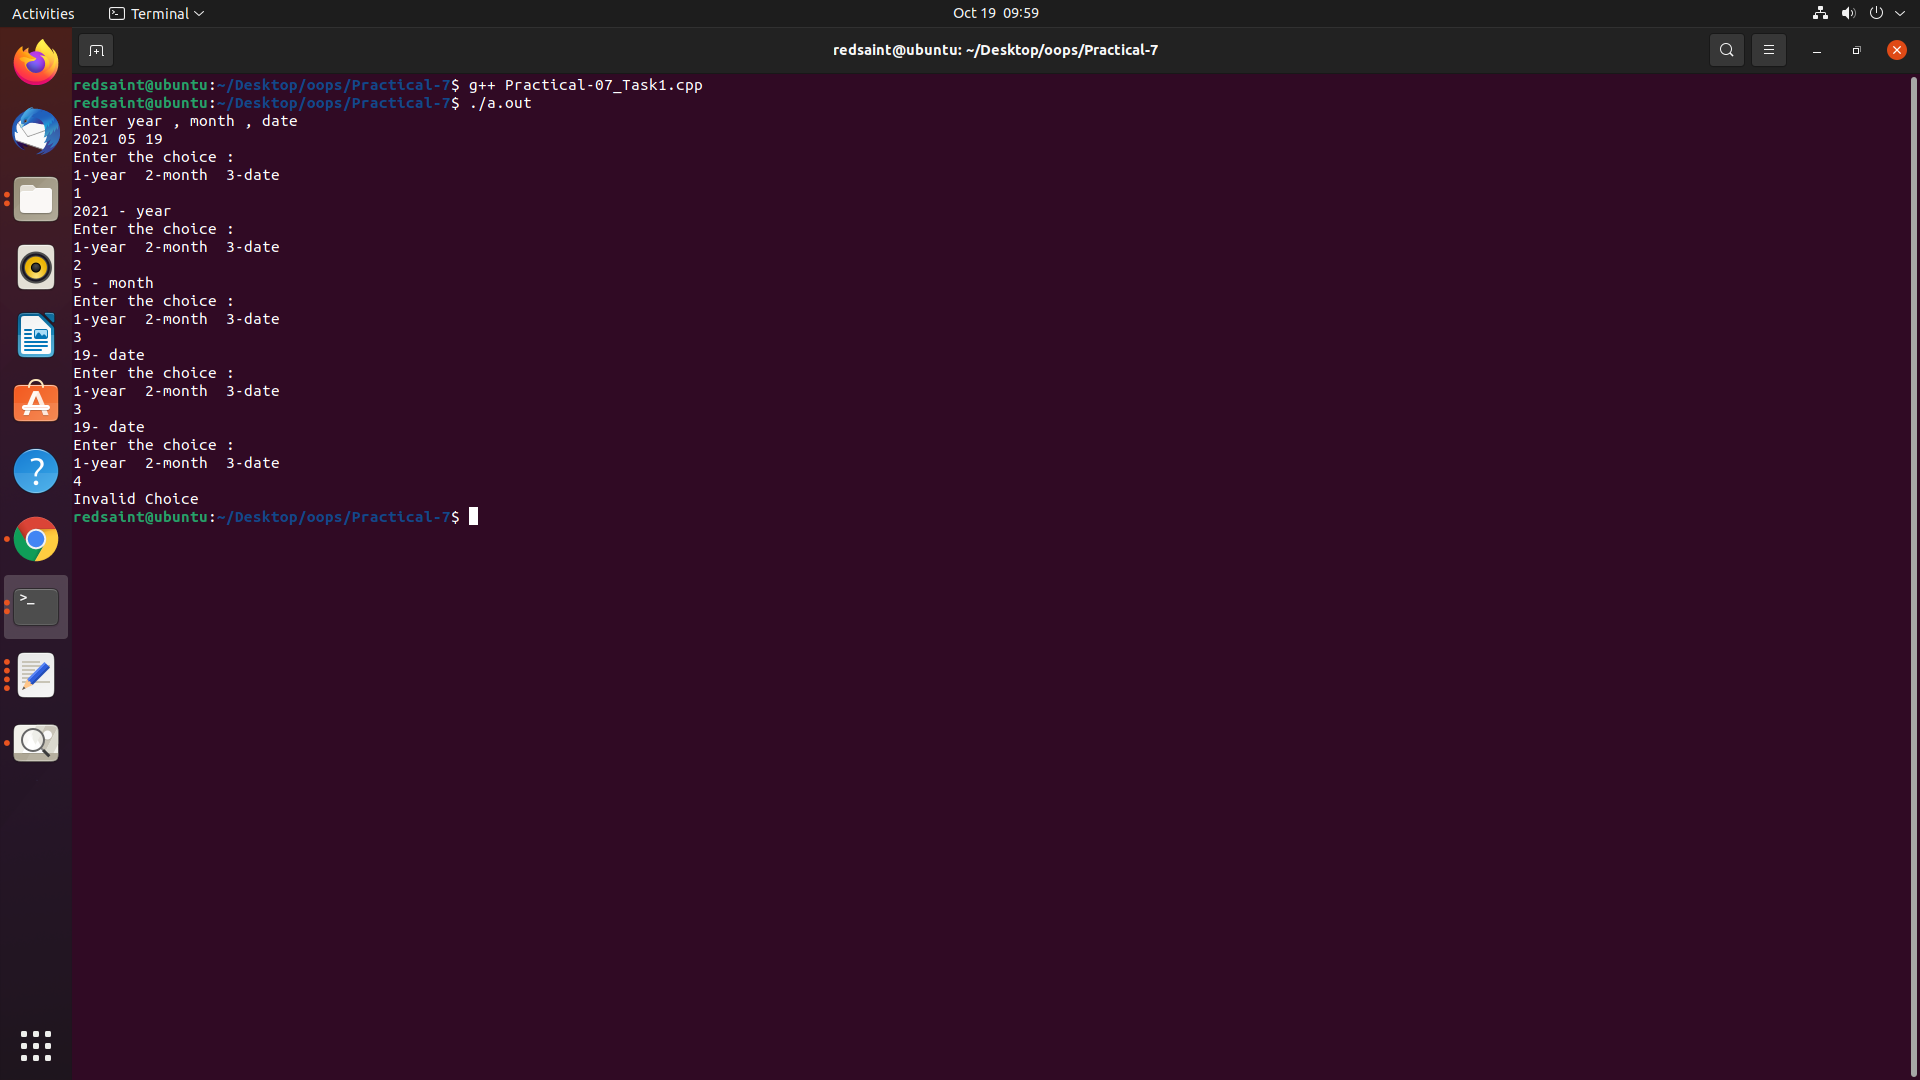 Activities Terminal Oct 19 09:59
redsaint@ubuntu: ~/Desktop/oops/Practical-7
redsaint@ubuntu:~/Desktop/oops/Practical-7$ g++ Practical-07_Task1.cpp
redsaint@ubuntu:~/Desktop/oops/Practical-7$ ./a.out
Enter year , month , date
2021 05 19
Enter the choice :
1-year  2-month  3-date
1
2021 - year
Enter the choice :
1-year  2-month  3-date
2
5 - month
Enter the choice :
1-year  2-month  3-date
3
19- date
Enter the choice :
1-year  2-month  3-date
3
19- date
Enter the choice :
1-year  2-month  3-date
4
Invalid Choice
redsaint@ubuntu:~/Desktop/oops/Practical-7$